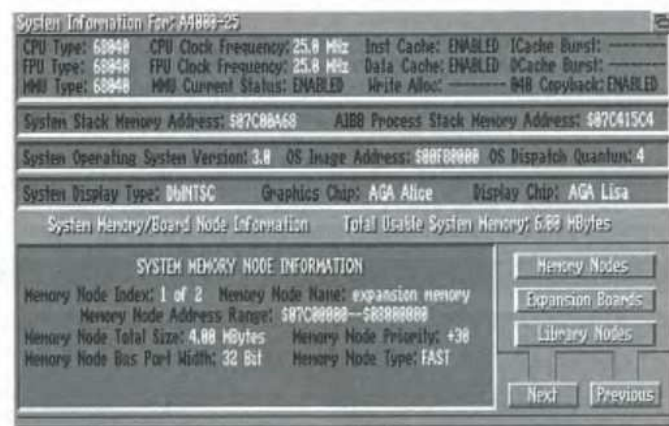 System Information For: A4000-25
CPU Type: 68040 CPU Clock Frequency: 25.0 MHz Inst Cache: ENABLED ICache Burst: --------
FPU Type: 68040 FPU Clock Frequency: 25.0 MHz Data Cache: ENABLED DCache Burst: --------
MMU Type: 68040 MMU Current Status: ENABLED Write Alloc: -------- 040 Copyback: ENABLED
System Stack Memory Address: $07C00A68 AIBB Process Stack Memory Address: $07C415C4
System Operating System Version: 3.0 OS Image Address: $00F80000 OS Dispatch Quantum: 4
System Display Type: DblNTSC Graphics Chip: AGA Alice Display Chip: AGA Lisa
System Memory/Board Node Information Total Usable System Memory: 6.00 MBytes
SYSTEM MEMORY NODE INFORMATION
Memory Node Index: 1 of 2 Memory Node Name: expansion memory
Memory Node Address Range: $07C00000--$08000000
Memory Node Total Size: 4.00 MBytes Memory Node Priority: +30
Memory Node Bus Port Width: 32 Bit Memory Node Type: FAST
Memory Nodes
Expansion Boards
Library Nodes
Next Previous